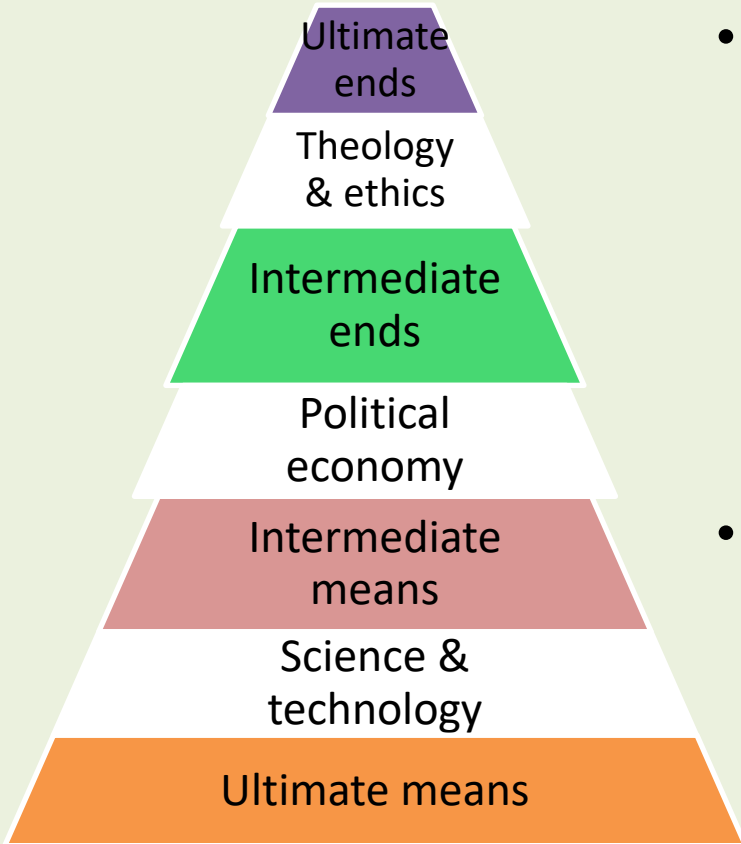 Ultimate
ends
Theology
& ethics
Intermediate
ends
Political
economy
Intermediate
means
Science &
technology
Ultimate means